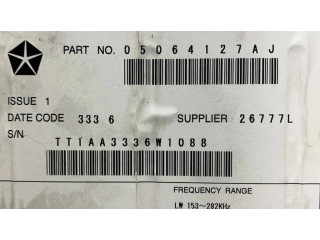 PART NO. 05064127AJ
ISSUE 1
DATE CODE 333 6 SUPPLIER 26777L
S/N
TT1AA3336W1088
FREQUENCY RANGE
LW 153~282KHz